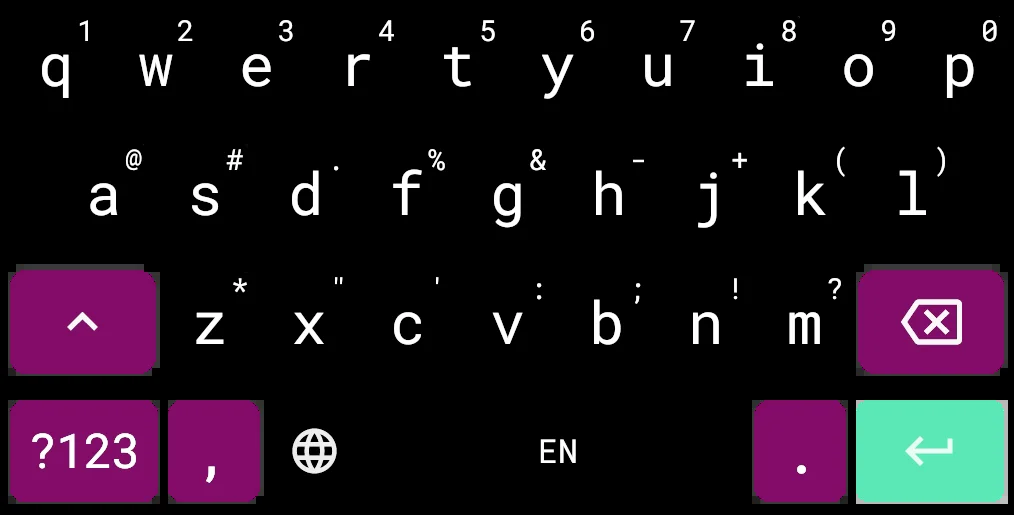 1 2 3 4 5 6 7 8 9 0
q w e r t y u i o p
@ # . % & - + ( )
a s d f g h j k l
* " ' : ; ! ?
z x c v b n m
?123 , EN .